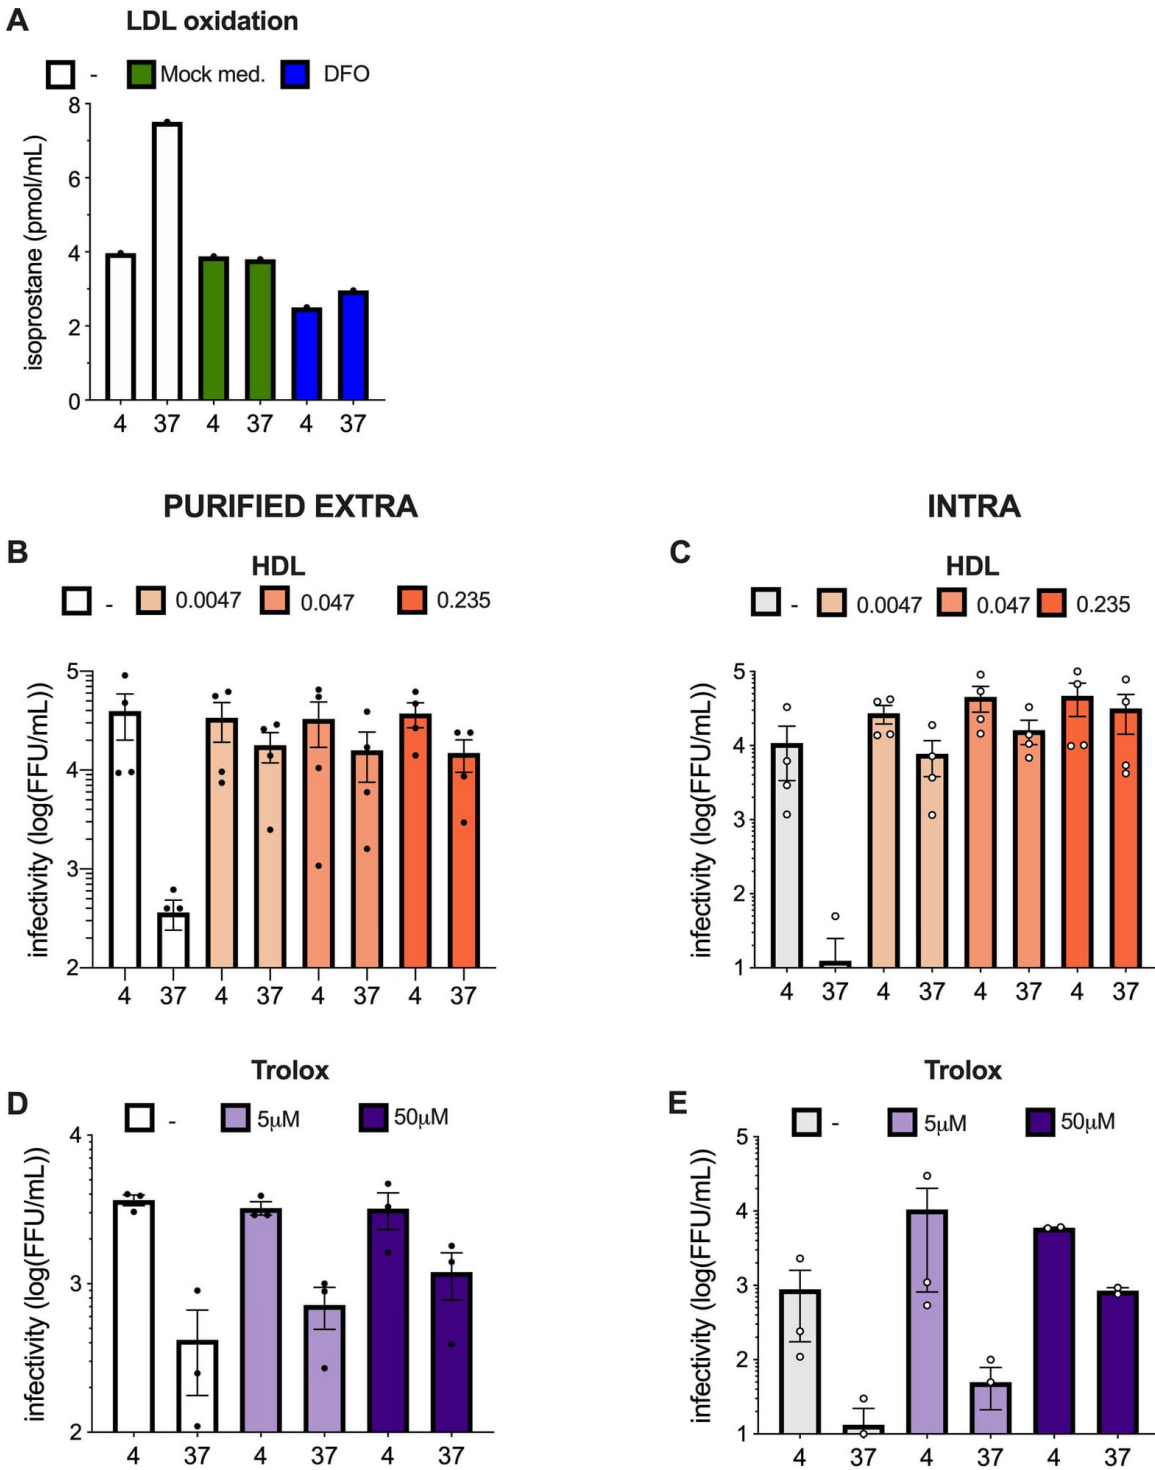 A
LDL oxidation
- Mock med. DFO
isoprostane (pmol/mL)
8
6
4
2
0
4 37 4 37 4 37
PURIFIED EXTRA
INTRA
B
HDL
- 0.0047 0.047 0.235
infectivity (log(FFU/mL))
5
4
3
2
4 37 4 37 4 37 4 37
C
HDL
- 0.0047 0.047 0.235
infectivity (log(FFU/mL))
5
4
3
2
1
4 37 4 37 4 37 4 37
D
Trolox
- 5μM 50μM
infectivity (log(FFU/mL))
4
3
2
4 37 4 37 4 37
E
Trolox
- 5μM 50μM
infectivity (log(FFU/mL))
5
4
3
2
1
4 37 4 37 4 37